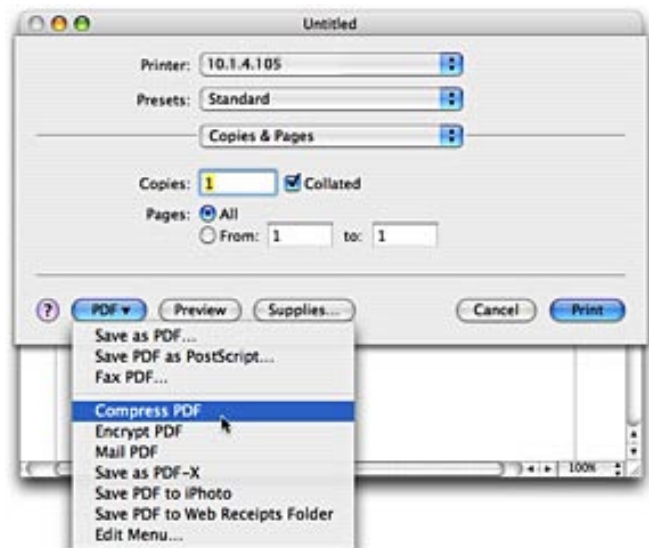 Untitled
Printer: 10.1.4.105
Presets: Standard
Copies & Pages
Copies: 1 Collated
Pages: All
From: 1 to: 1
? PDF Preview Supplies... Cancel Print
Save as PDF...
Save PDF as PostScript...
Fax PDF...
Compress PDF
Encrypt PDF
Mail PDF
Save as PDF-X
Save PDF to iPhoto
Save PDF to Web Receipts Folder
Edit Menu...
100%